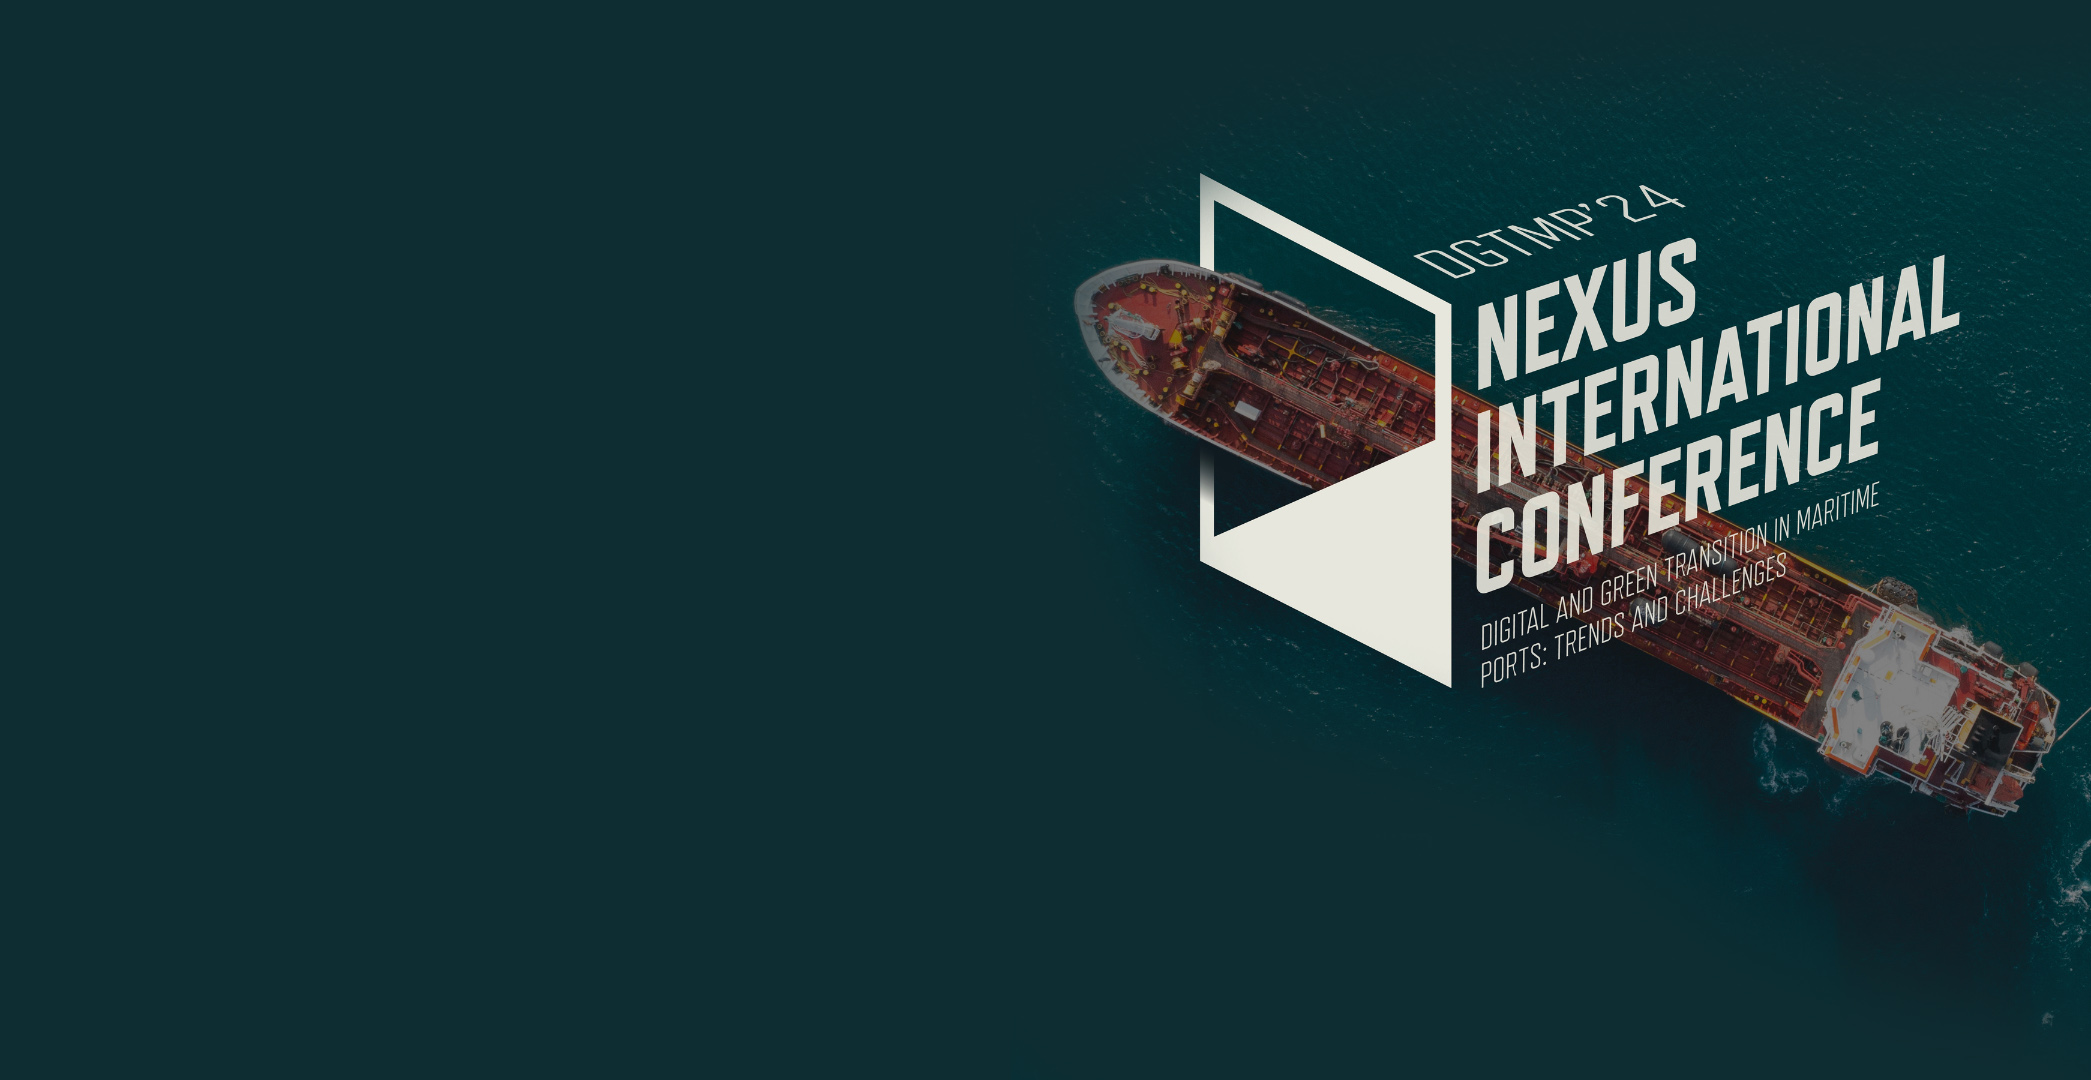 DGTMP'24
NEXUS
INTERNATIONAL
CONFERENCE
DIGITAL AND GREEN TRANSITION IN MARITIME
PORTS: TRENDS AND CHALLENGES